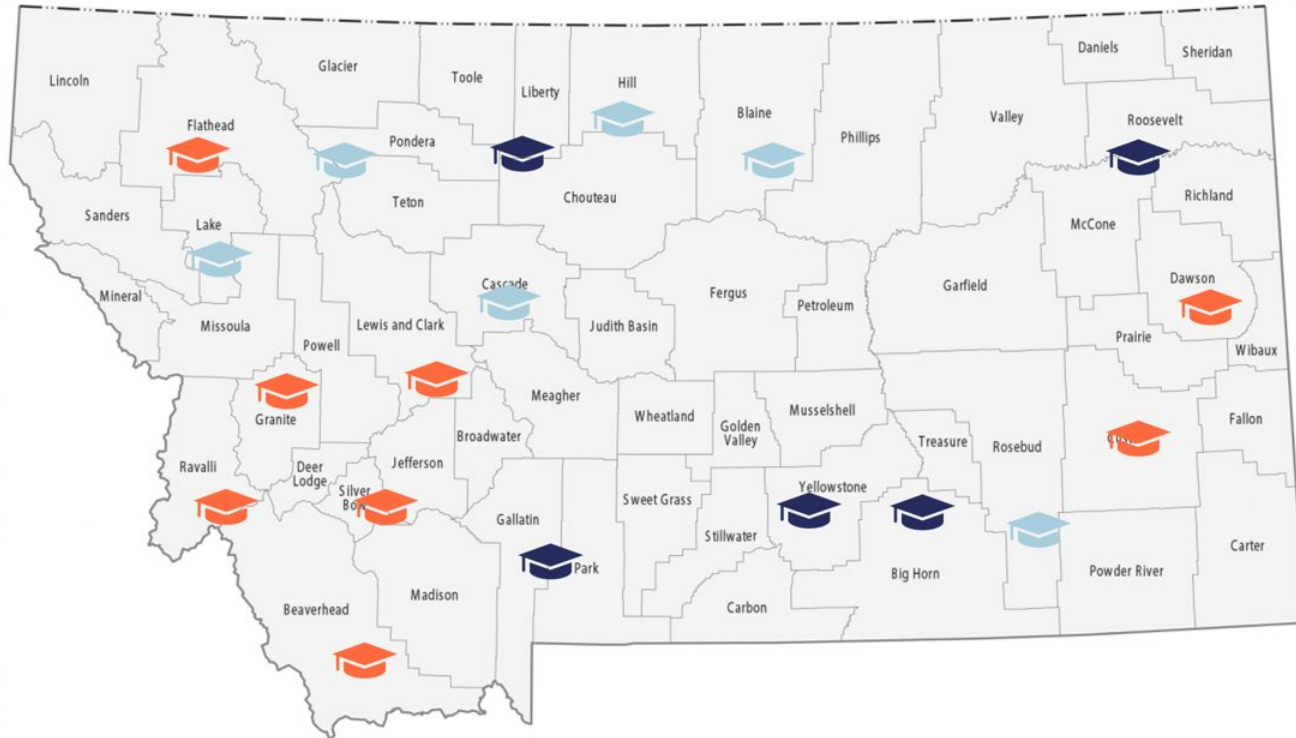 Lincoln
Flathead
Glacier
Toole
Liberty
Hill
Blaine
Phillips
Valley
Daniels
Sheridan
Roosevelt
Pondera
Teton
Chouteau
Richland
McCone
Sanders
Lake
Dawson
Mineral
Missoula
Powell
Lewis and Clark
Cascade
Judith Basin
Fergus
Petroleum
Garfield
Prairie
Wibaux
Granite
Meagher
Wheatland
Golden
Valley
Musselshell
Treasure
Rosebud
Fallon
Ravalli
Deer
Lodge
Silver
Jefferson
Broadwater
Gallatin
Sweet Grass
Stillwater
Yellowstone
Big Horn
Powder River
Carter
Beaverhead
Madison
Park
Carbon